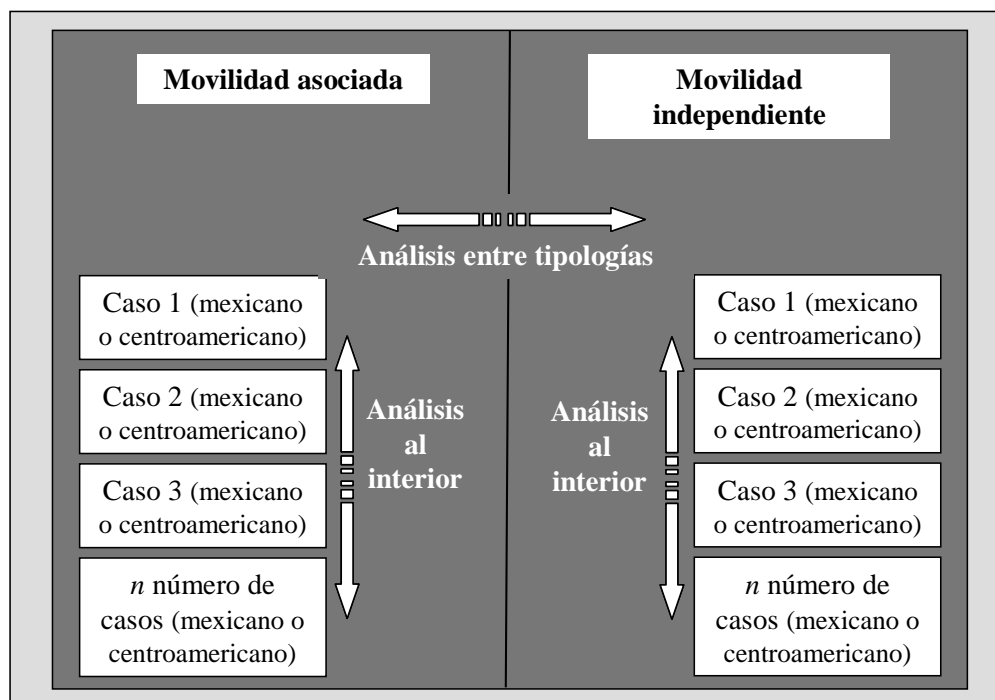 Movilidad asociada
Movilidad
independiente
Análisis entre tipologías
Caso 1 (mexicano
o centroamericano)
Caso 2 (mexicano
o centroamericano)
Caso 3 (mexicano
o centroamericano)
n número de
casos (mexicano o
centroamericano)
Análisis
al
interior
Análisis
al
interior
Caso 1 (mexicano
o centroamericano)
Caso 2 (mexicano
o centroamericano)
Caso 3 (mexicano
o centroamericano)
n número de
casos (mexicano o
centroamericano)